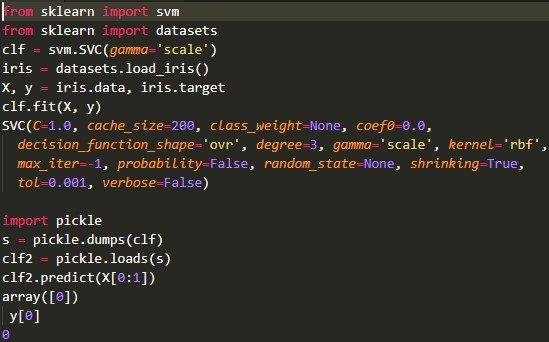 from sklearn import svm
from sklearn import datasets
clf = svm.SVC(gamma='scale')
iris = datasets.load_iris()
X, y = iris.data, iris.target
clf.fit(X, y)
SVC(C=1.0, cache_size=200, class_weight=None, coef0=0.0,
  decision_function_shape='ovr', degree=3, gamma='scale', kernel='rbf',
  max_iter=-1, probability=False, random_state=None, shrinking=True,
  tol=0.001, verbose=False)

import pickle
s = pickle.dumps(clf)
clf2 = pickle.loads(s)
clf2.predict(X[0:1])
array([0])
 y[0]
0